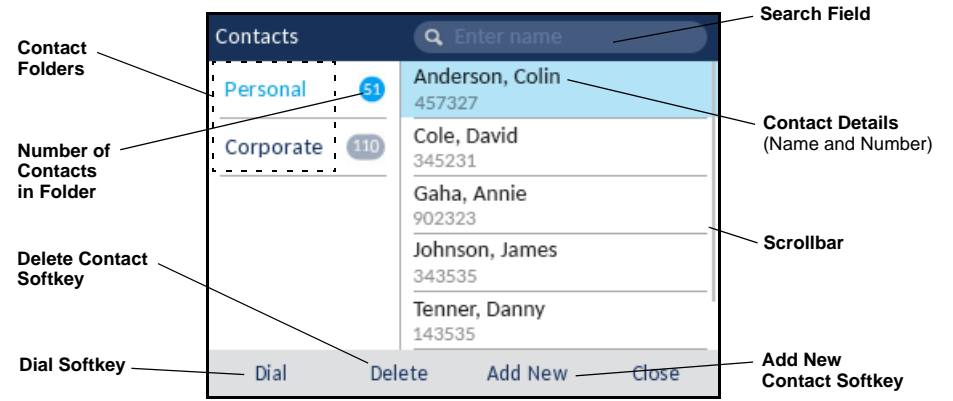 Search Field
Contacts
Enter name
Contact
Folders
Personal
51
Anderson, Colin
457327
Contact Details
(Name and Number)
Number of
Contacts
in Folder
Corporate
110
Cole, David
345231
Gaha, Annie
902323
Scrollbar
Delete Contact
Softkey
Johnson, James
343535
Tenner, Danny
143535
Dial Softkey
Dial
Delete
Add New
Close
Add New
Contact Softkey